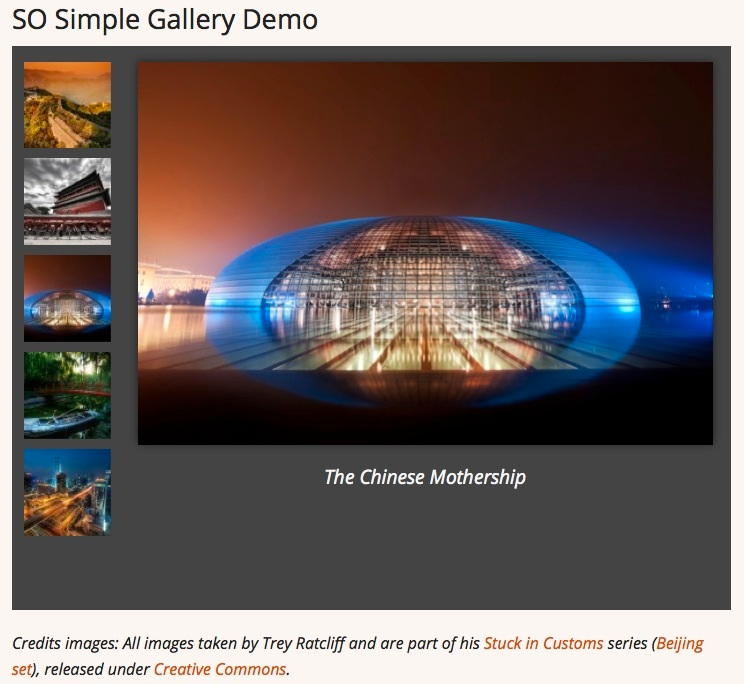 SO Simple Gallery Demo
The Chinese Mothership
Credits images: All images taken by Trey Ratcliff and are part of his Stuck in Customs series (Beijing
set), released under Creative Commons.